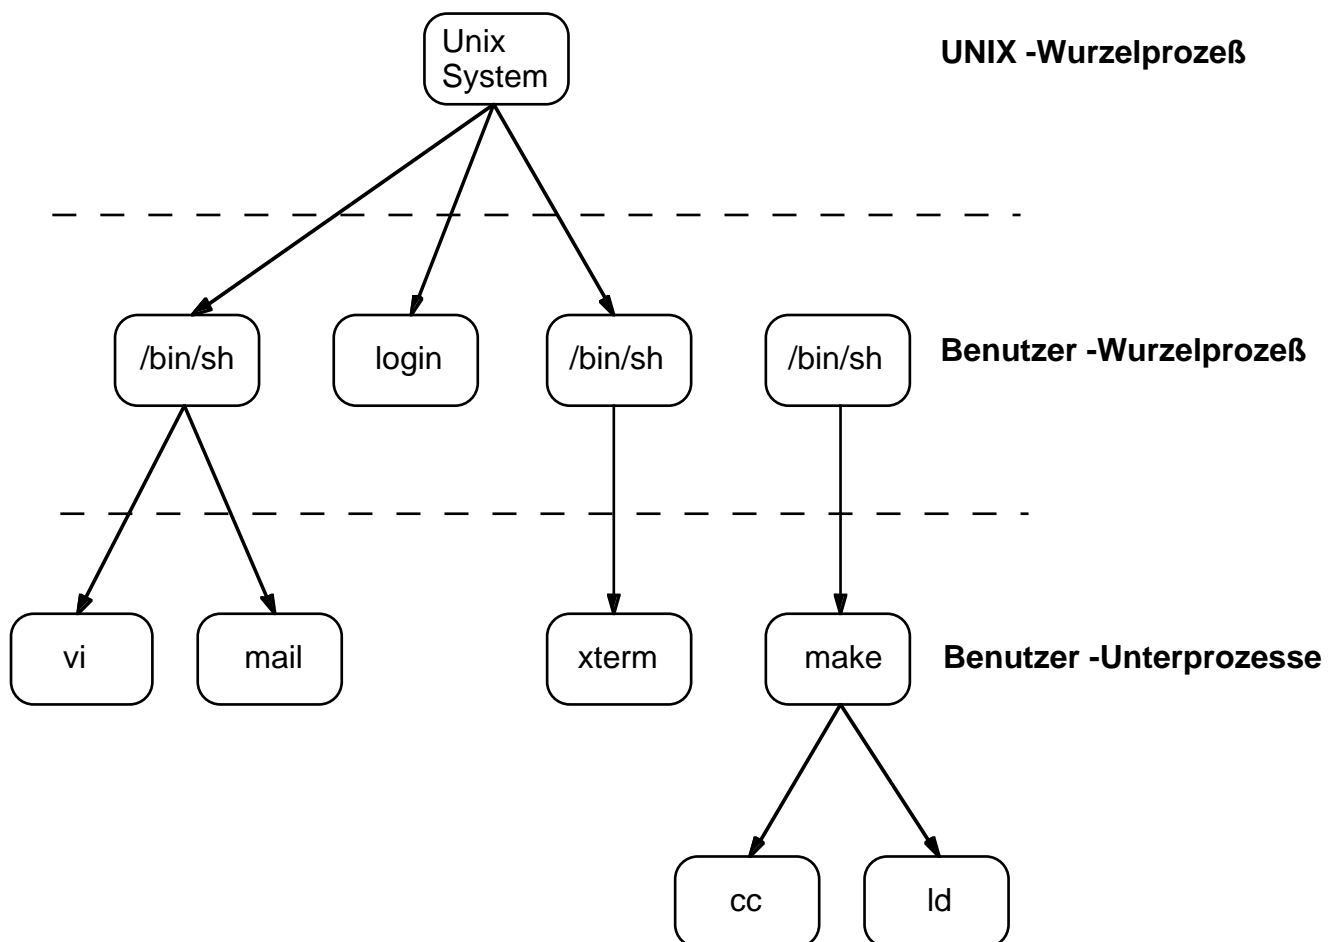 Unix
System
UNIX -Wurzelprozeß
/bin/sh
login
/bin/sh
/bin/sh
Benutzer -Wurzelprozeß
vi
mail
xterm
make
Benutzer -Unterprozesse
cc
ld